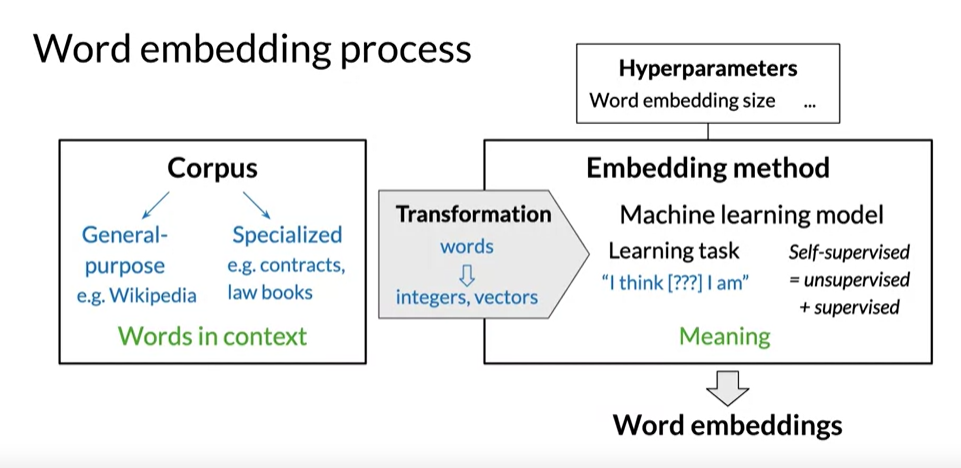 Word embedding process
Hyperparameters
Word embedding size ...
Corpus
General-
purpose
e.g. Wikipedia
Specialized
e.g. contracts,
law books
Words in context
Transformation
words
integers, vectors
Embedding method
Machine learning model
Learning task
“I think [???] I am”
Self-supervised
= unsupervised
+ supervised
Meaning
Word embeddings